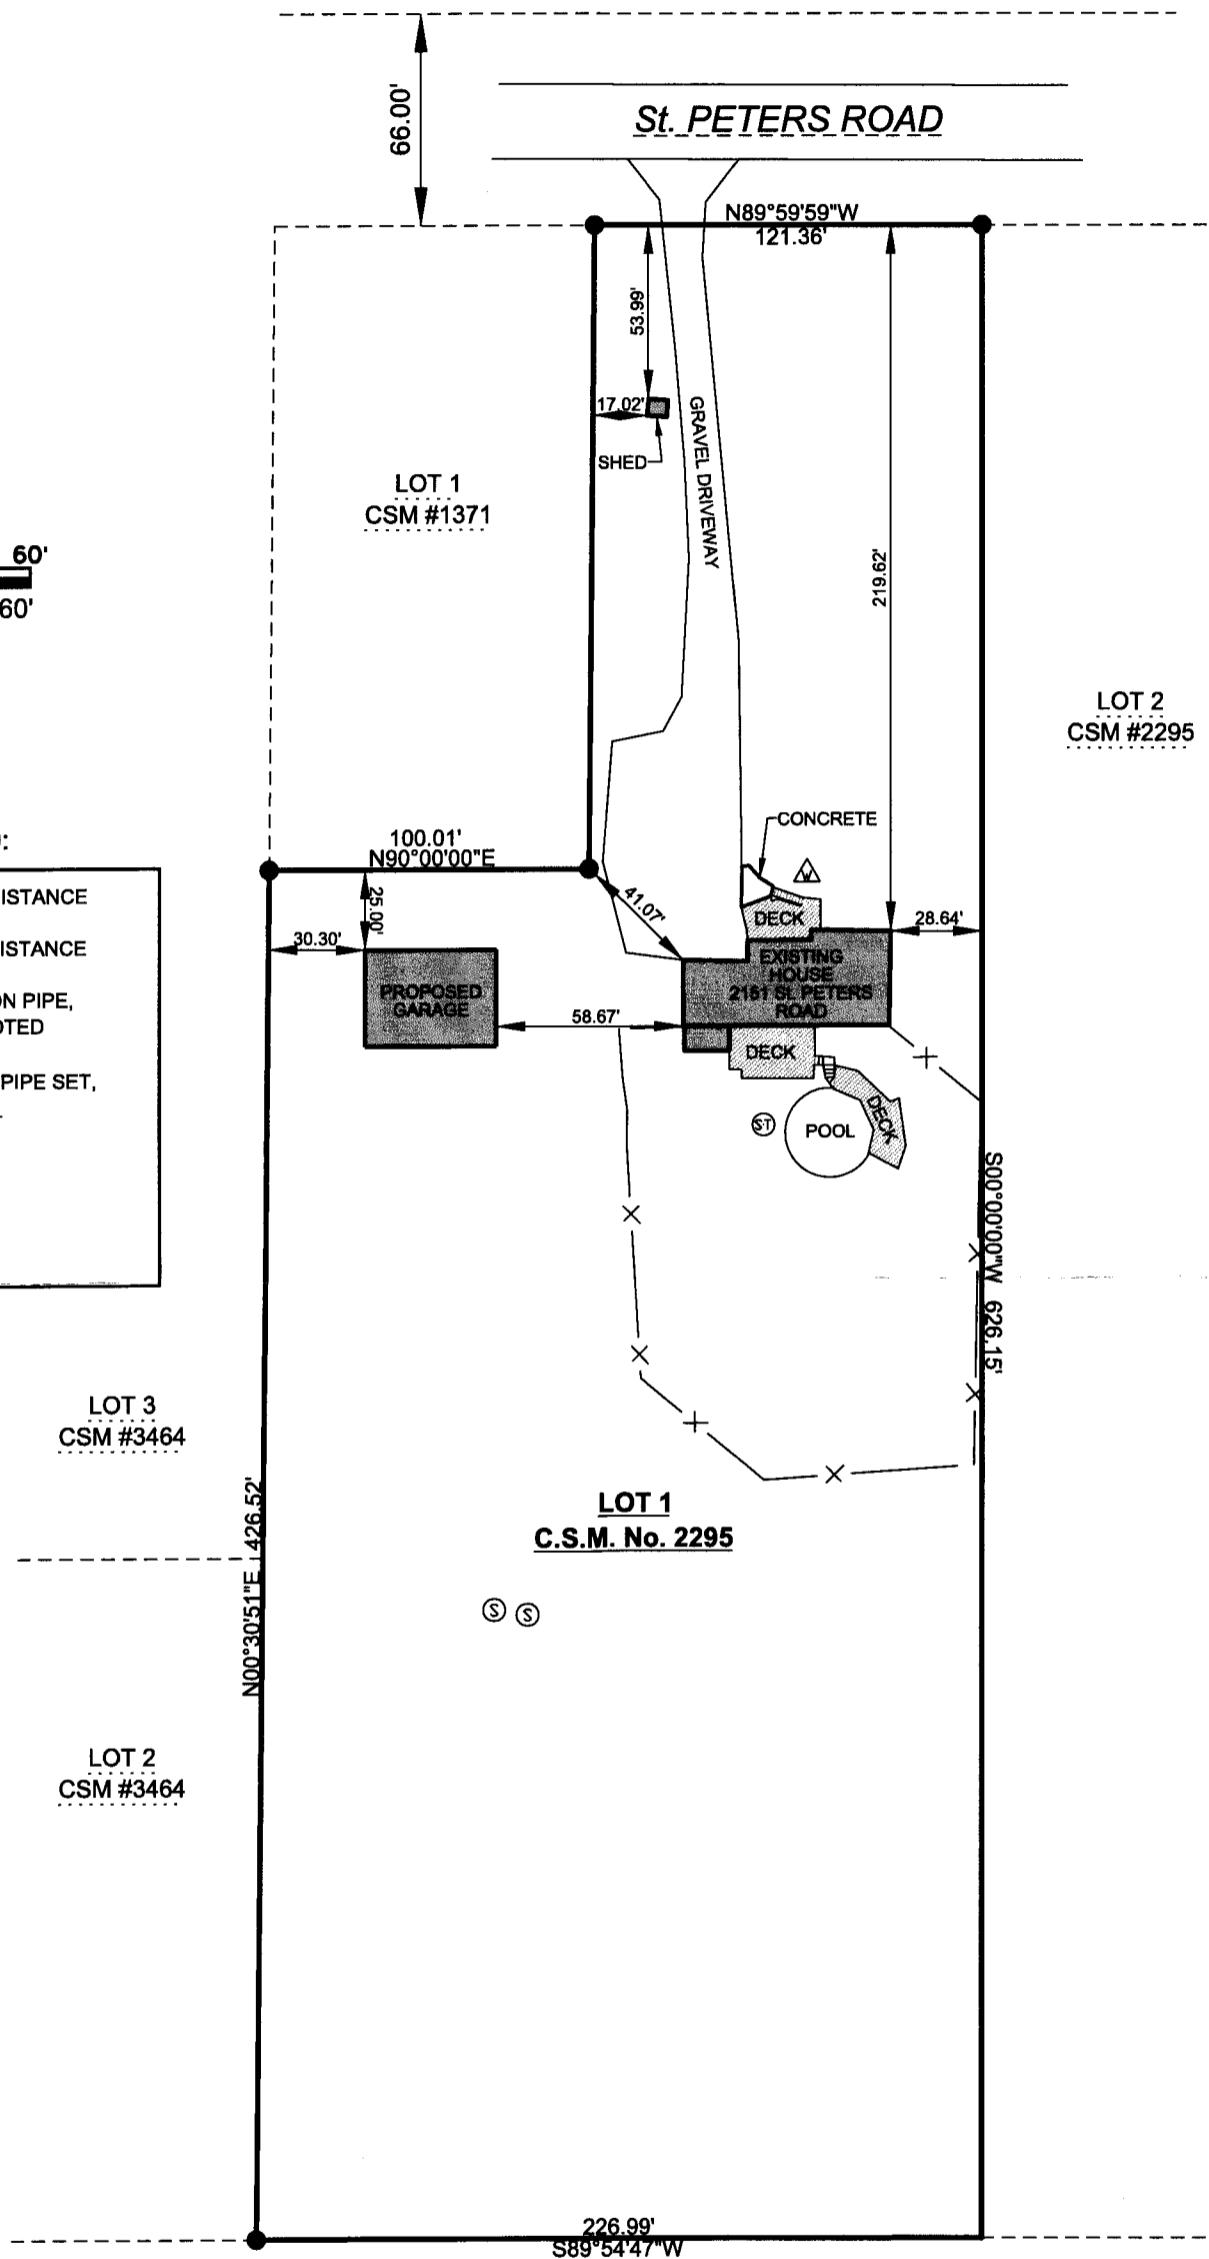 66.00'
St. PETERS ROAD
N89°59'59"W
121.36'
53.99'
17.02'
SHED
GRAVEL DRIVEWAY
219.62'
LOT 1
CSM #1371
60'
60'
LOT 2
CSM #2295
:
100.01'
N90°00'00"E
25.00'
30.30'
41.07'
CONCRETE
W
DECK
28.64'
ISTANCE
ISTANCE
ON PIPE,
OTED
PIPE SET,
PROPOSED
GARAGE
58.67'
EXISTING
HOUSE
2161 St. PETERS
ROAD
DECK
DECK
ST
POOL
S00°00'00"W 626.15'
LOT 3
CSM #3464
N00°30'51"E 426.52'
LOT 1
C.S.M. No. 2295
S S
LOT 2
CSM #3464
226.99'
S89°54'47"W